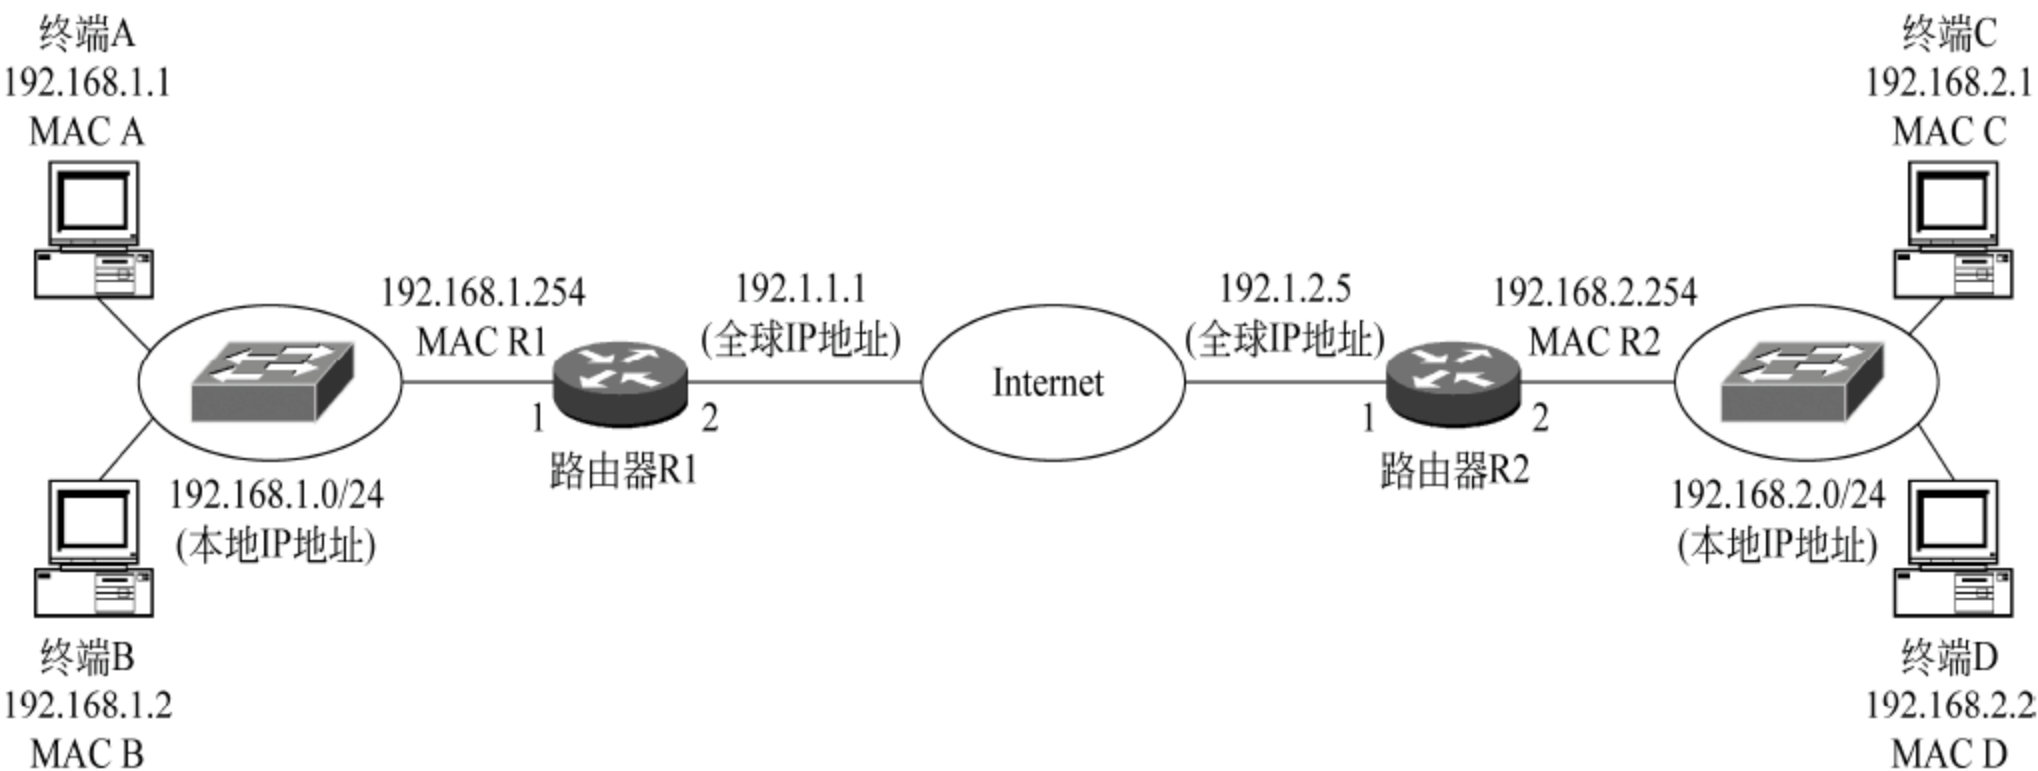 终端A
192.168.1.1
MAC A
终端C
192.168.2.1
MAC C
192.168.1.254
MAC R1
192.1.1.1
(全球IP地址)
192.1.2.5
(全球IP地址)
192.168.2.254
MAC R2
Internet
1
2
1
2
路由器R1
路由器R2
192.168.1.0/24
(本地IP地址)
192.168.2.0/24
(本地IP地址)
终端B
192.168.1.2
MAC B
终端D
192.168.2.2
MAC D